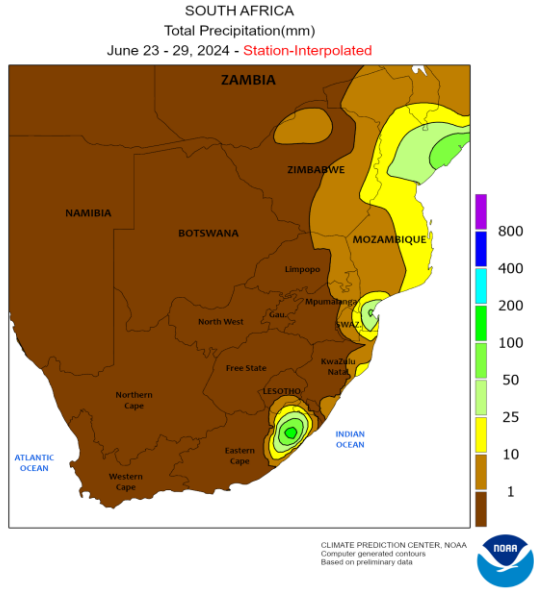 SOUTH AFRICA
Total Precipitation(mm)
June 23 - 29, 2024 - Station-Interpolated
ZAMBIA
ZIMBABWE
NAMIBIA
BOTSWANA
MOZAMBIQUE
Limpopo
Mpumalanga
North West
Gau.
SWAZ.
Free State
KwaZulu
Natal
LESOTHO
Northern
Cape
Eastern
Cape
Western
Cape
ATLANTIC
OCEAN
INDIAN
OCEAN
800
400
200
100
50
25
10
1
CLIMATE PREDICTION CENTER, NOAA
Computer generated contours
Based on preliminary data
NOAA